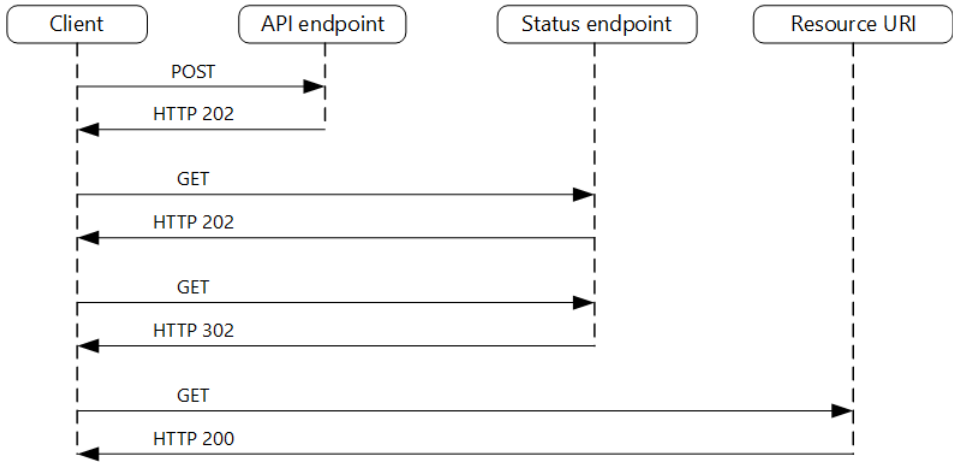 Client
API endpoint
Status endpoint
Resource URI
POST
HTTP 202
GET
HTTP 202
GET
HTTP 302
GET
HTTP 200